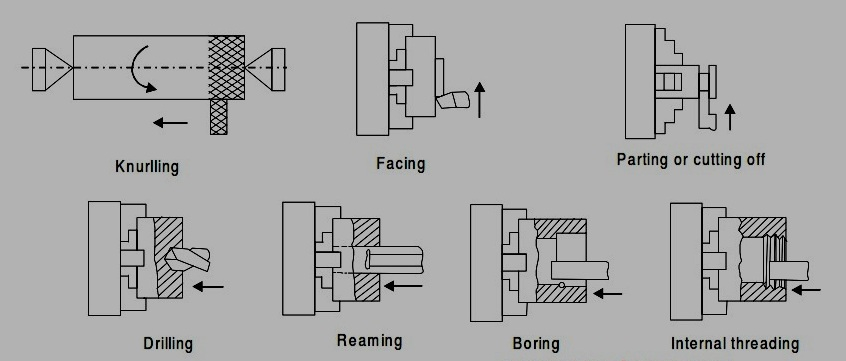 Knurlling
Facing
Parting or cutting off
Drilling
Reaming
Boring
Internal threading